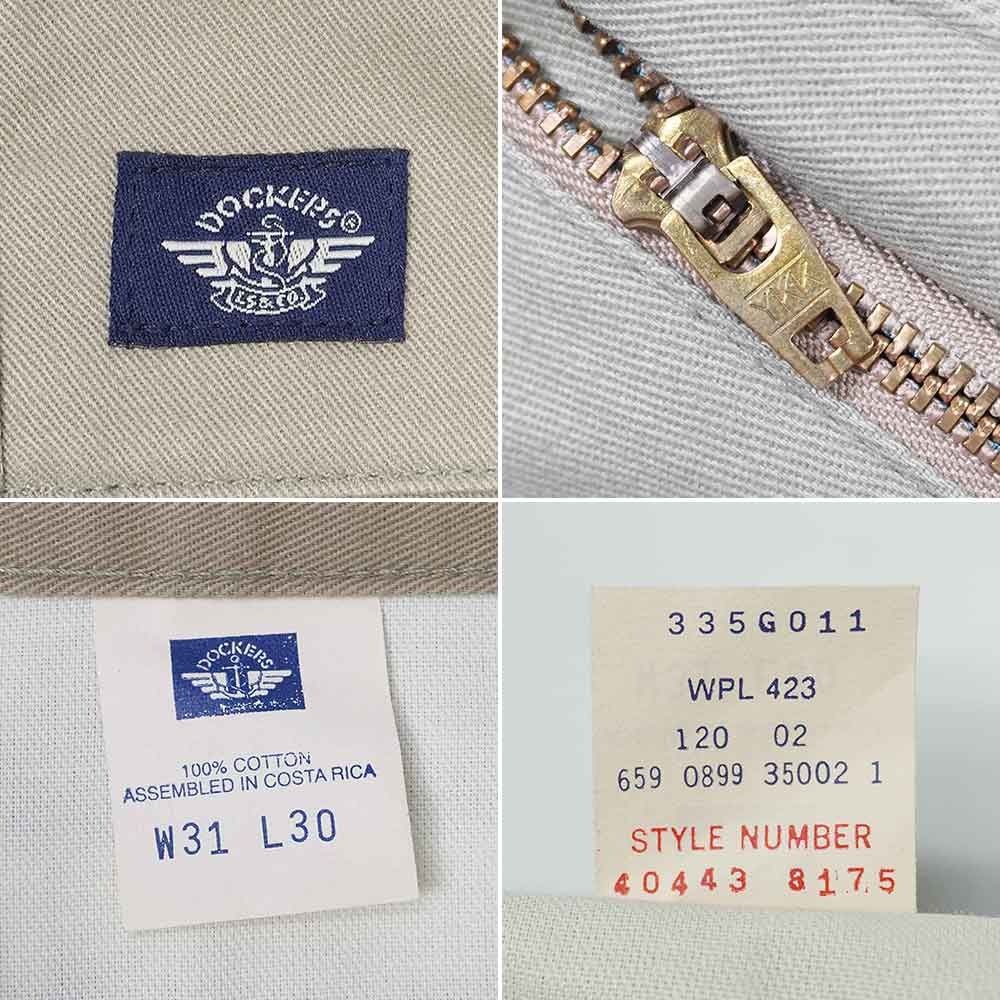 DOCKERS®
LS & CO.
YKK
DOCKERS
100% COTTON
ASSEMBLED IN COSTA RICA
W31 L30
335G011
WPL 423
120 02
659 0899 35002 1
STYLE NUMBER
40443 8175